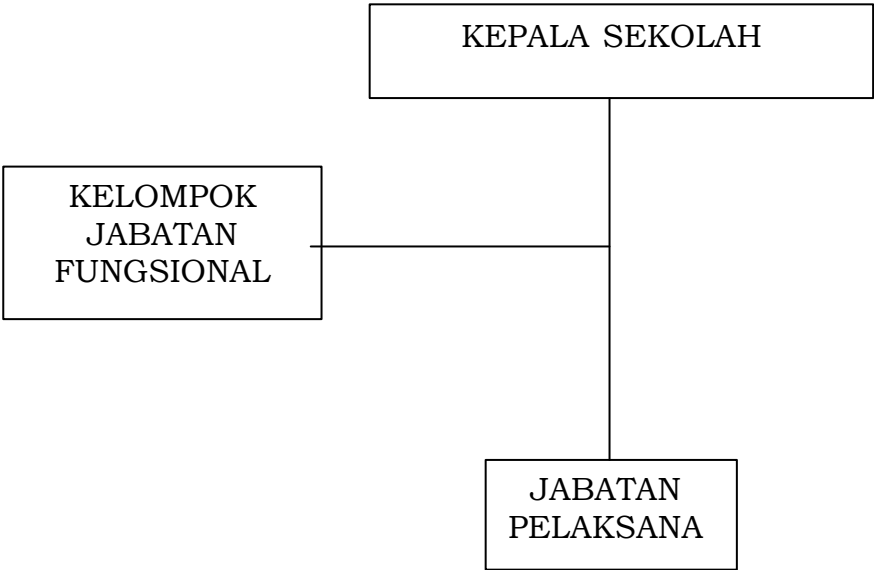 KEPALA SEKOLAH
KELOMPOK
JABATAN
FUNGSIONAL
JABATAN
PELAKSANA